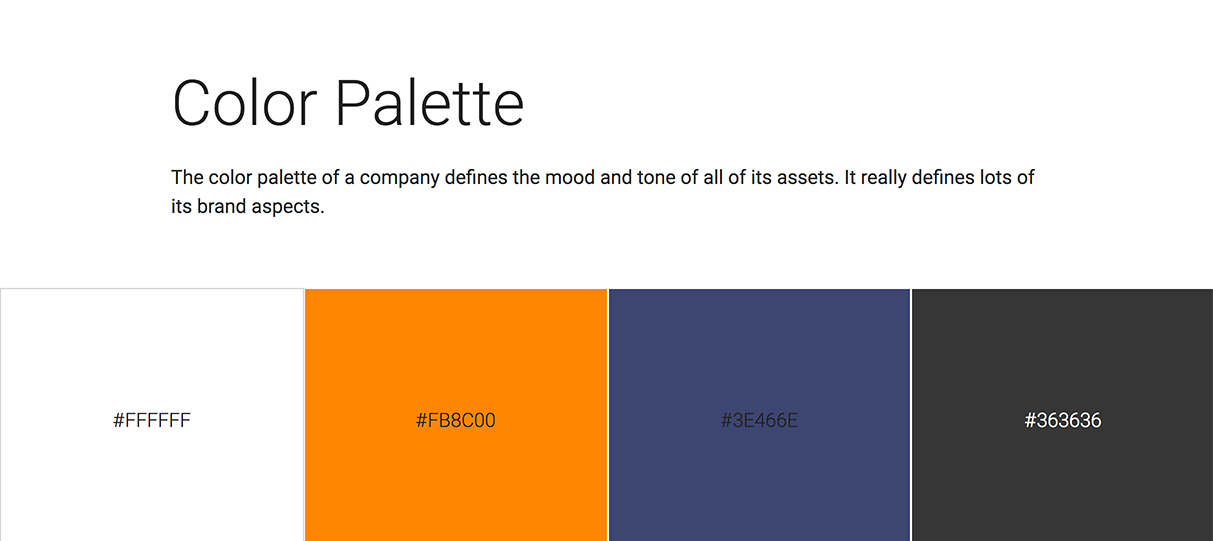 Color Palette
The color palette of a company defines the mood and tone of all of its assets. It really defines lots of
its brand aspects.
#FFFFFF
#FB8C00
#3E466E
#363636